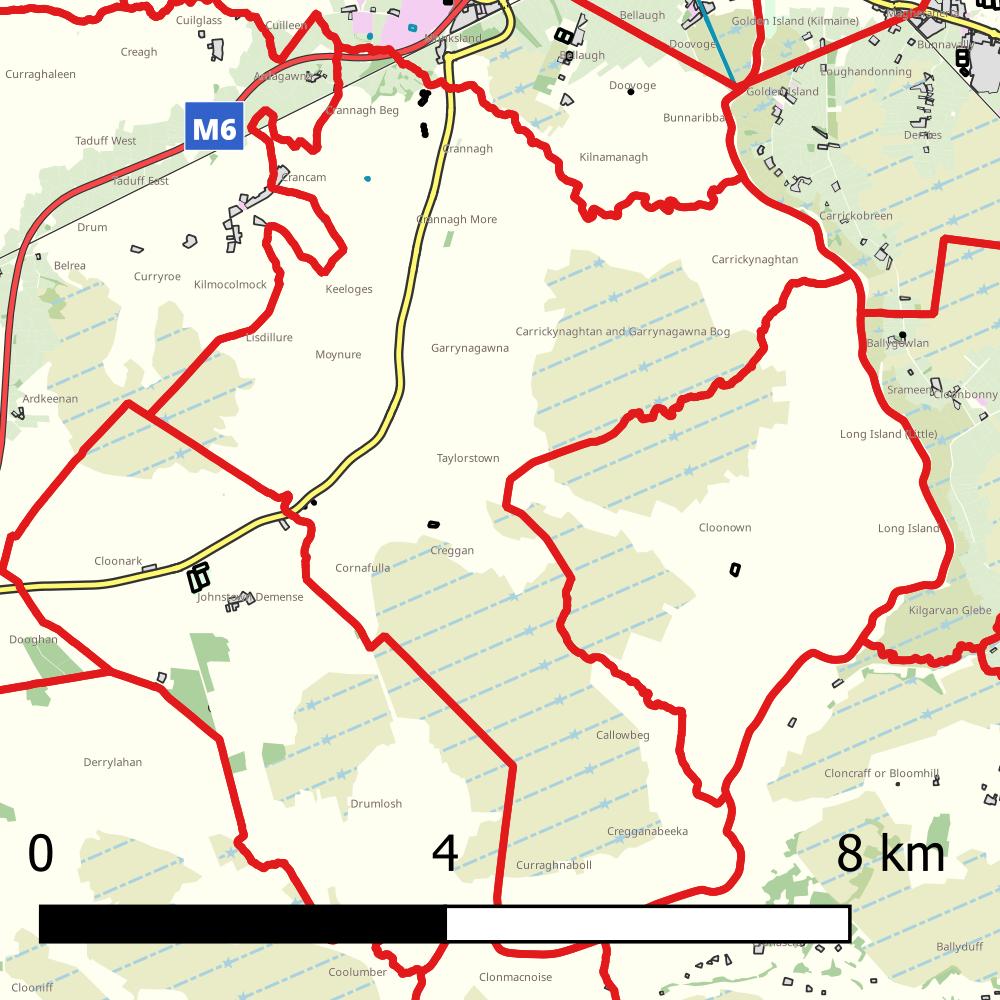 Cuilglass
Cuilleen
Bellaugh
Golden Island (Kilmaine)
Creagh
Monksland
Doovoge
Bunnavally
Bellaugh
Curraghaleen
Loughandonning
Doovoge
Golden Island
Crannagh Beg
Bunnaribba
M6
Taduff West
Derries
Crannagh
Kilnamanagh
Taduff East
Crancam
Crannagh More
Carrickobreen
Drum
Carrickynaghtan
Belrea
Curryroe
Kilmocolmock
Keeloges
Carrickynaghtan and Garrynagawna Bog
Lisdillure
Ballygowlan
Moynure
Garrynagawna
Srameen
Cloonbonny
Ardkeenan
Long Island (Little)
Taylorstown
Cloonown
Long Island
Creggan
Cloonark
Cornafulla
Johnstown Demense
Kilgarvan Glebe
Dooghan
Callowbeg
Derrylahan
Cloncraff or Bloomhill
Drumlosh
Cregganabeeka
0
4
8 km
Curraghnaboll
Ballyduff
Coolumber
Clonmacnoise
Clooniff